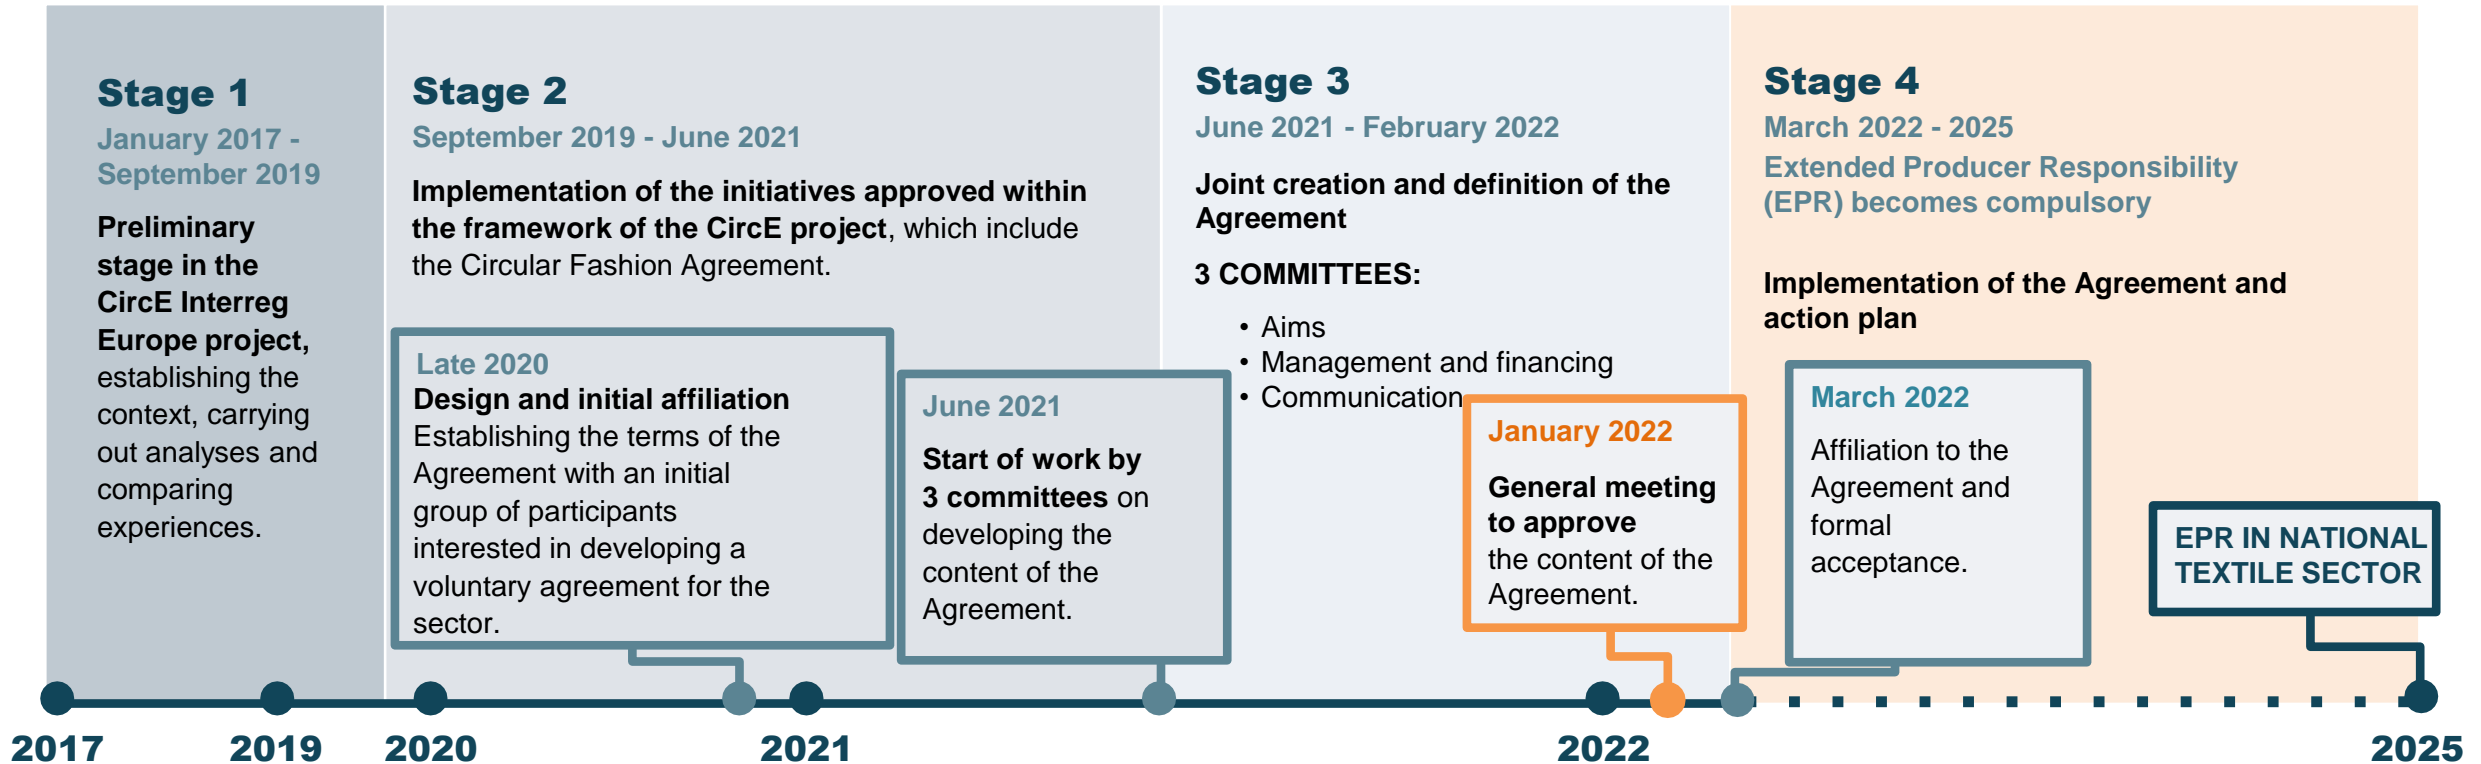 Stage 1
January 2017 -
September 2019
Preliminary
stage in the
CircE Interreg
Europe project,
establishing the
context, carrying
out analyses and
comparing
experiences.
Stage 2
September 2019 - June 2021
Implementation of the initiatives approved within
the framework of the CircE project, which include
the Circular Fashion Agreement.
Late 2020
Design and initial affiliation
Establishing the terms of the
Agreement with an initial
group of participants
interested in developing a
voluntary agreement for the
sector.
June 2021
Start of work by
3 committees on
developing the
content of the
Agreement.
Stage 3
June 2021 - February 2022
Joint creation and definition of the
Agreement
3 COMMITTEES:
• Aims
• Management and financing
• Communication
January 2022
General meeting
to approve
the content of the
Agreement.
Stage 4
March 2022 - 2025
Extended Producer Responsibility
(EPR) becomes compulsory
Implementation of the Agreement and
action plan
March 2022
Affiliation to the
Agreement and
formal
acceptance.
EPR IN NATIONAL
TEXTILE SECTOR
2017
2019
2020
2021
2022
2025